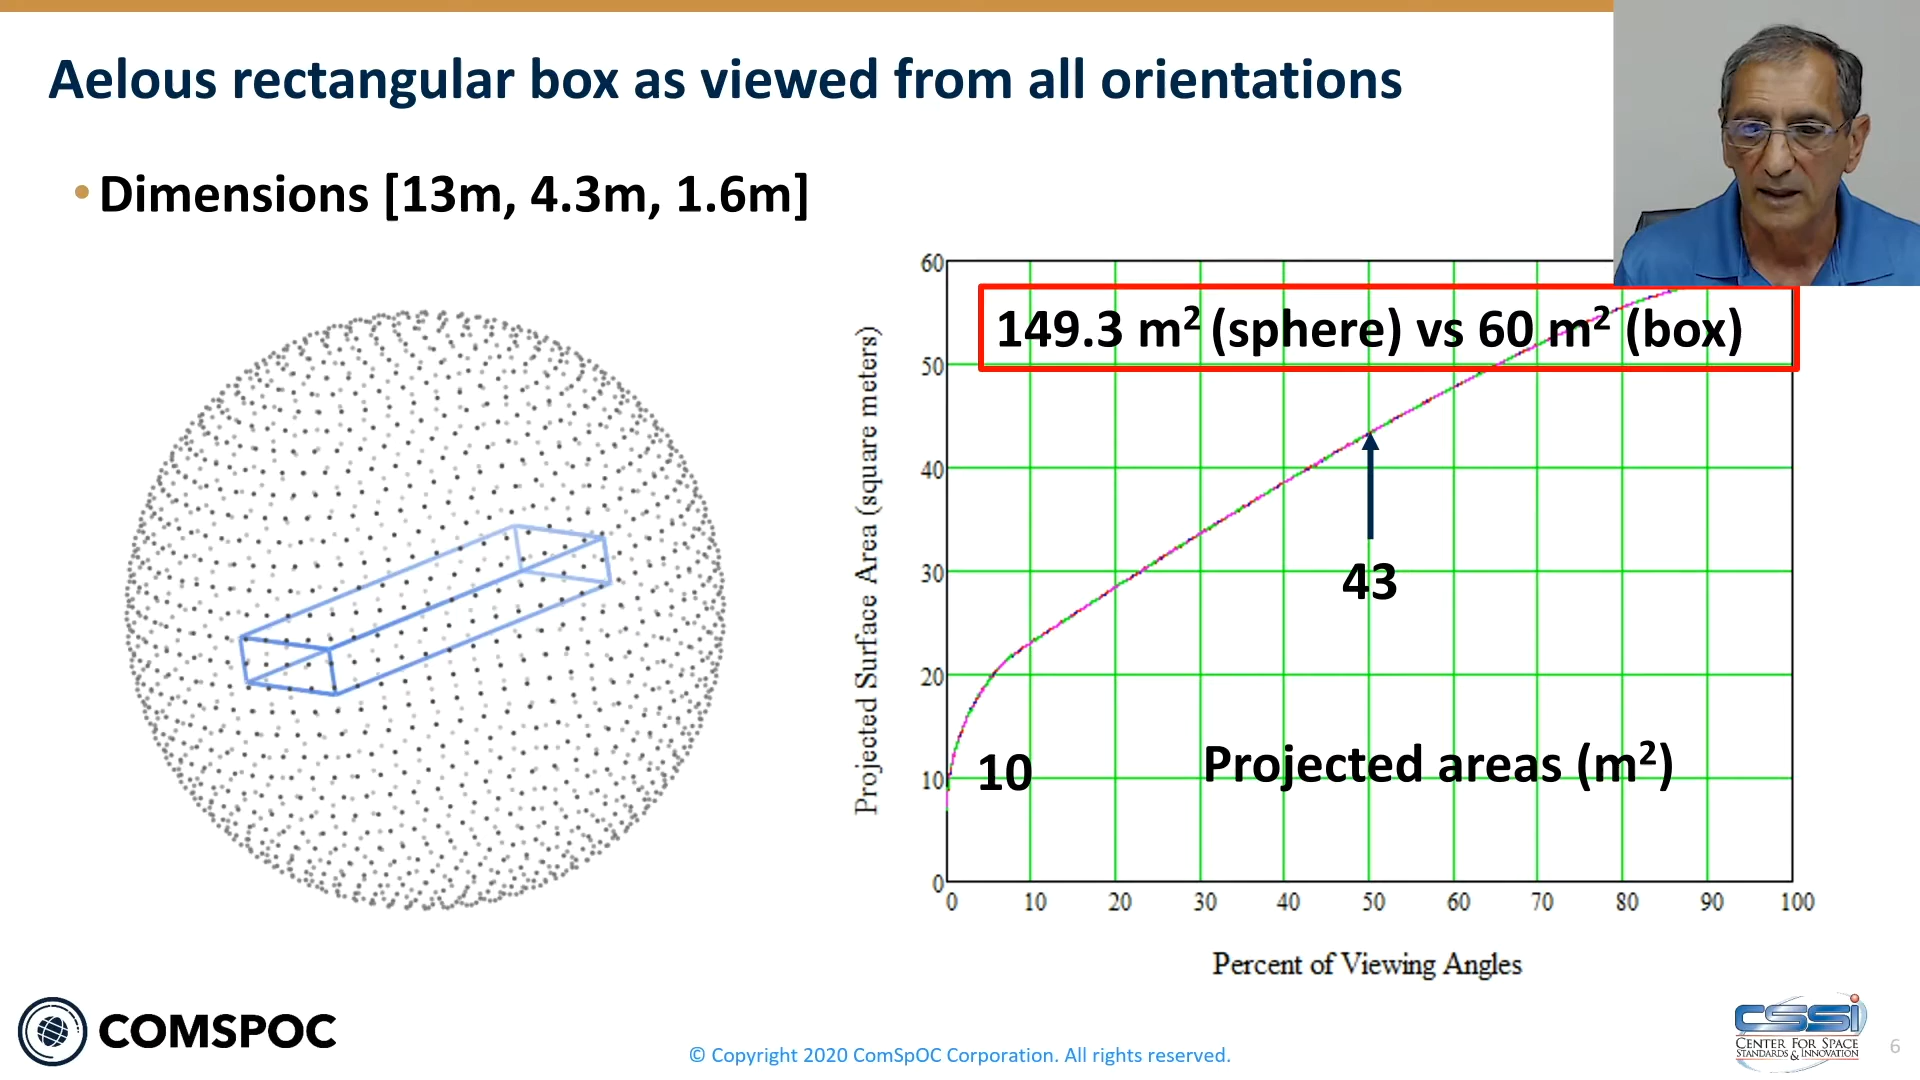 Aelous rectangular box as viewed from all orientations
• Dimensions [13m, 4.3m, 1.6m]
149.3 m² (sphere) vs 60 m² (box)
Projected Surface Area (square meters)
60
50
40
30
20
10
0
43
10
Projected areas (m²)
0 10 20 30 40 50 60 70 80 90 100
Percent of Viewing Angles
COMSPOC
© Copyright 2020 ComSpOC Corporation. All rights reserved.
CSSI
CENTER FOR SPACE
STANDARDS & INNOVATION
6